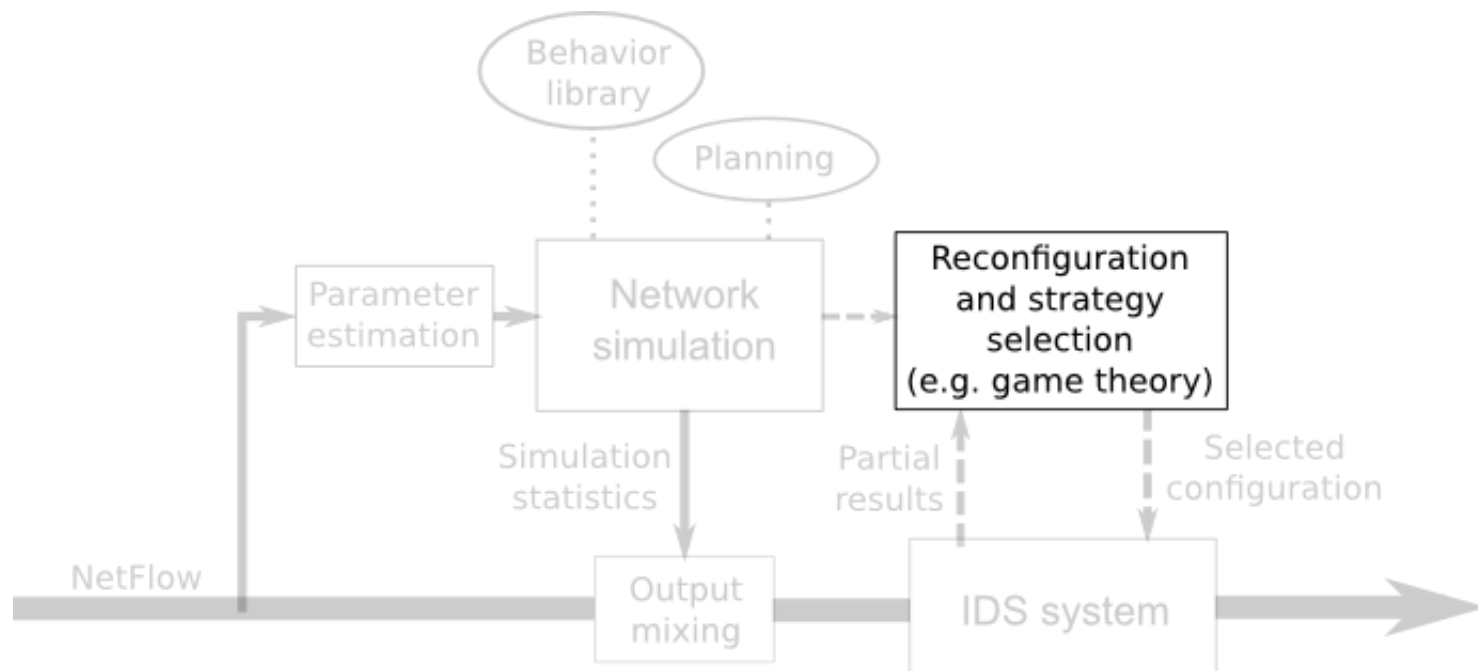 Behavior
library
Planning
Parameter
estimation
Network
simulation
Reconfiguration
and strategy
selection
(e.g. game theory)
Simulation
statistics
Partial
results
Selected
configuration
NetFlow
Output
mixing
IDS system